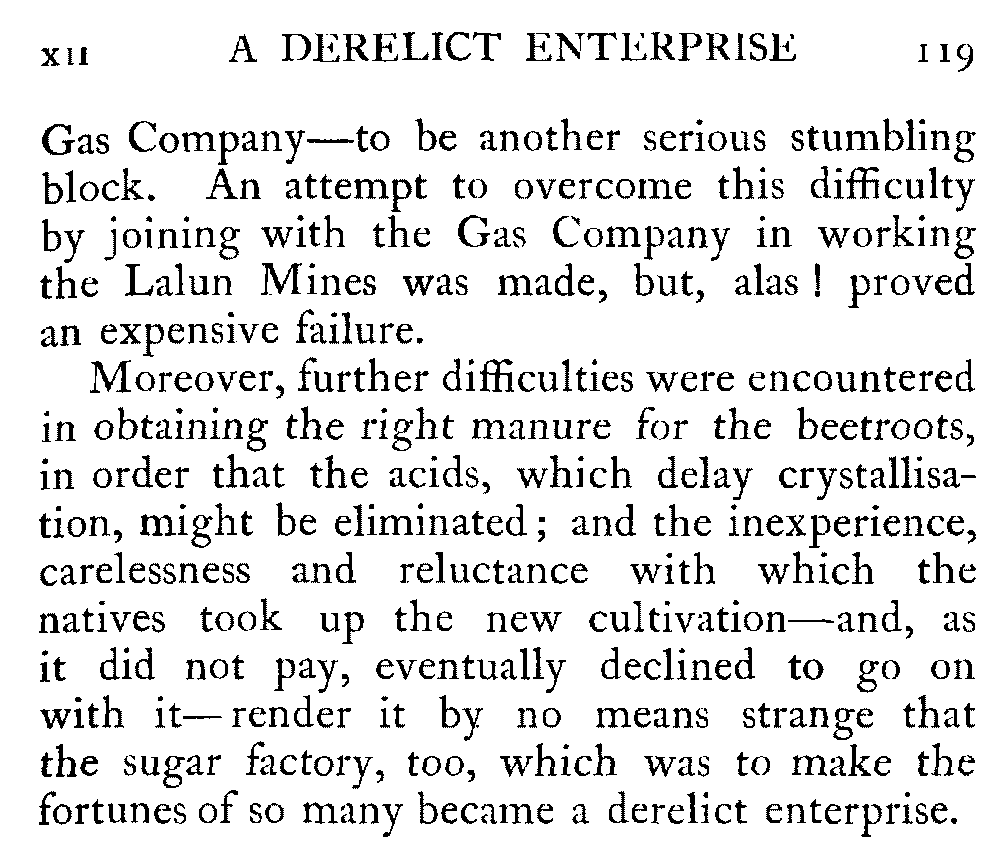 XII A DERELICT ENTERPRISE 119
Gas Company—to be another serious stumbling
block. An attempt to overcome this difficulty
by joining with the Gas Company in working
the Lalun Mines was made, but, alas ! proved
an expensive failure.
Moreover, further difficulties were encountered
in obtaining the right manure for the beetroots,
in order that the acids, which delay crystallisa-
tion, might be eliminated ; and the inexperience,
carelessness and reluctance with which the
natives took up the new cultivation—and, as
it did not pay, eventually declined to go on
with it—render it by no means strange that
the sugar factory, too, which was to make the
fortunes of so many became a derelict enterprise.